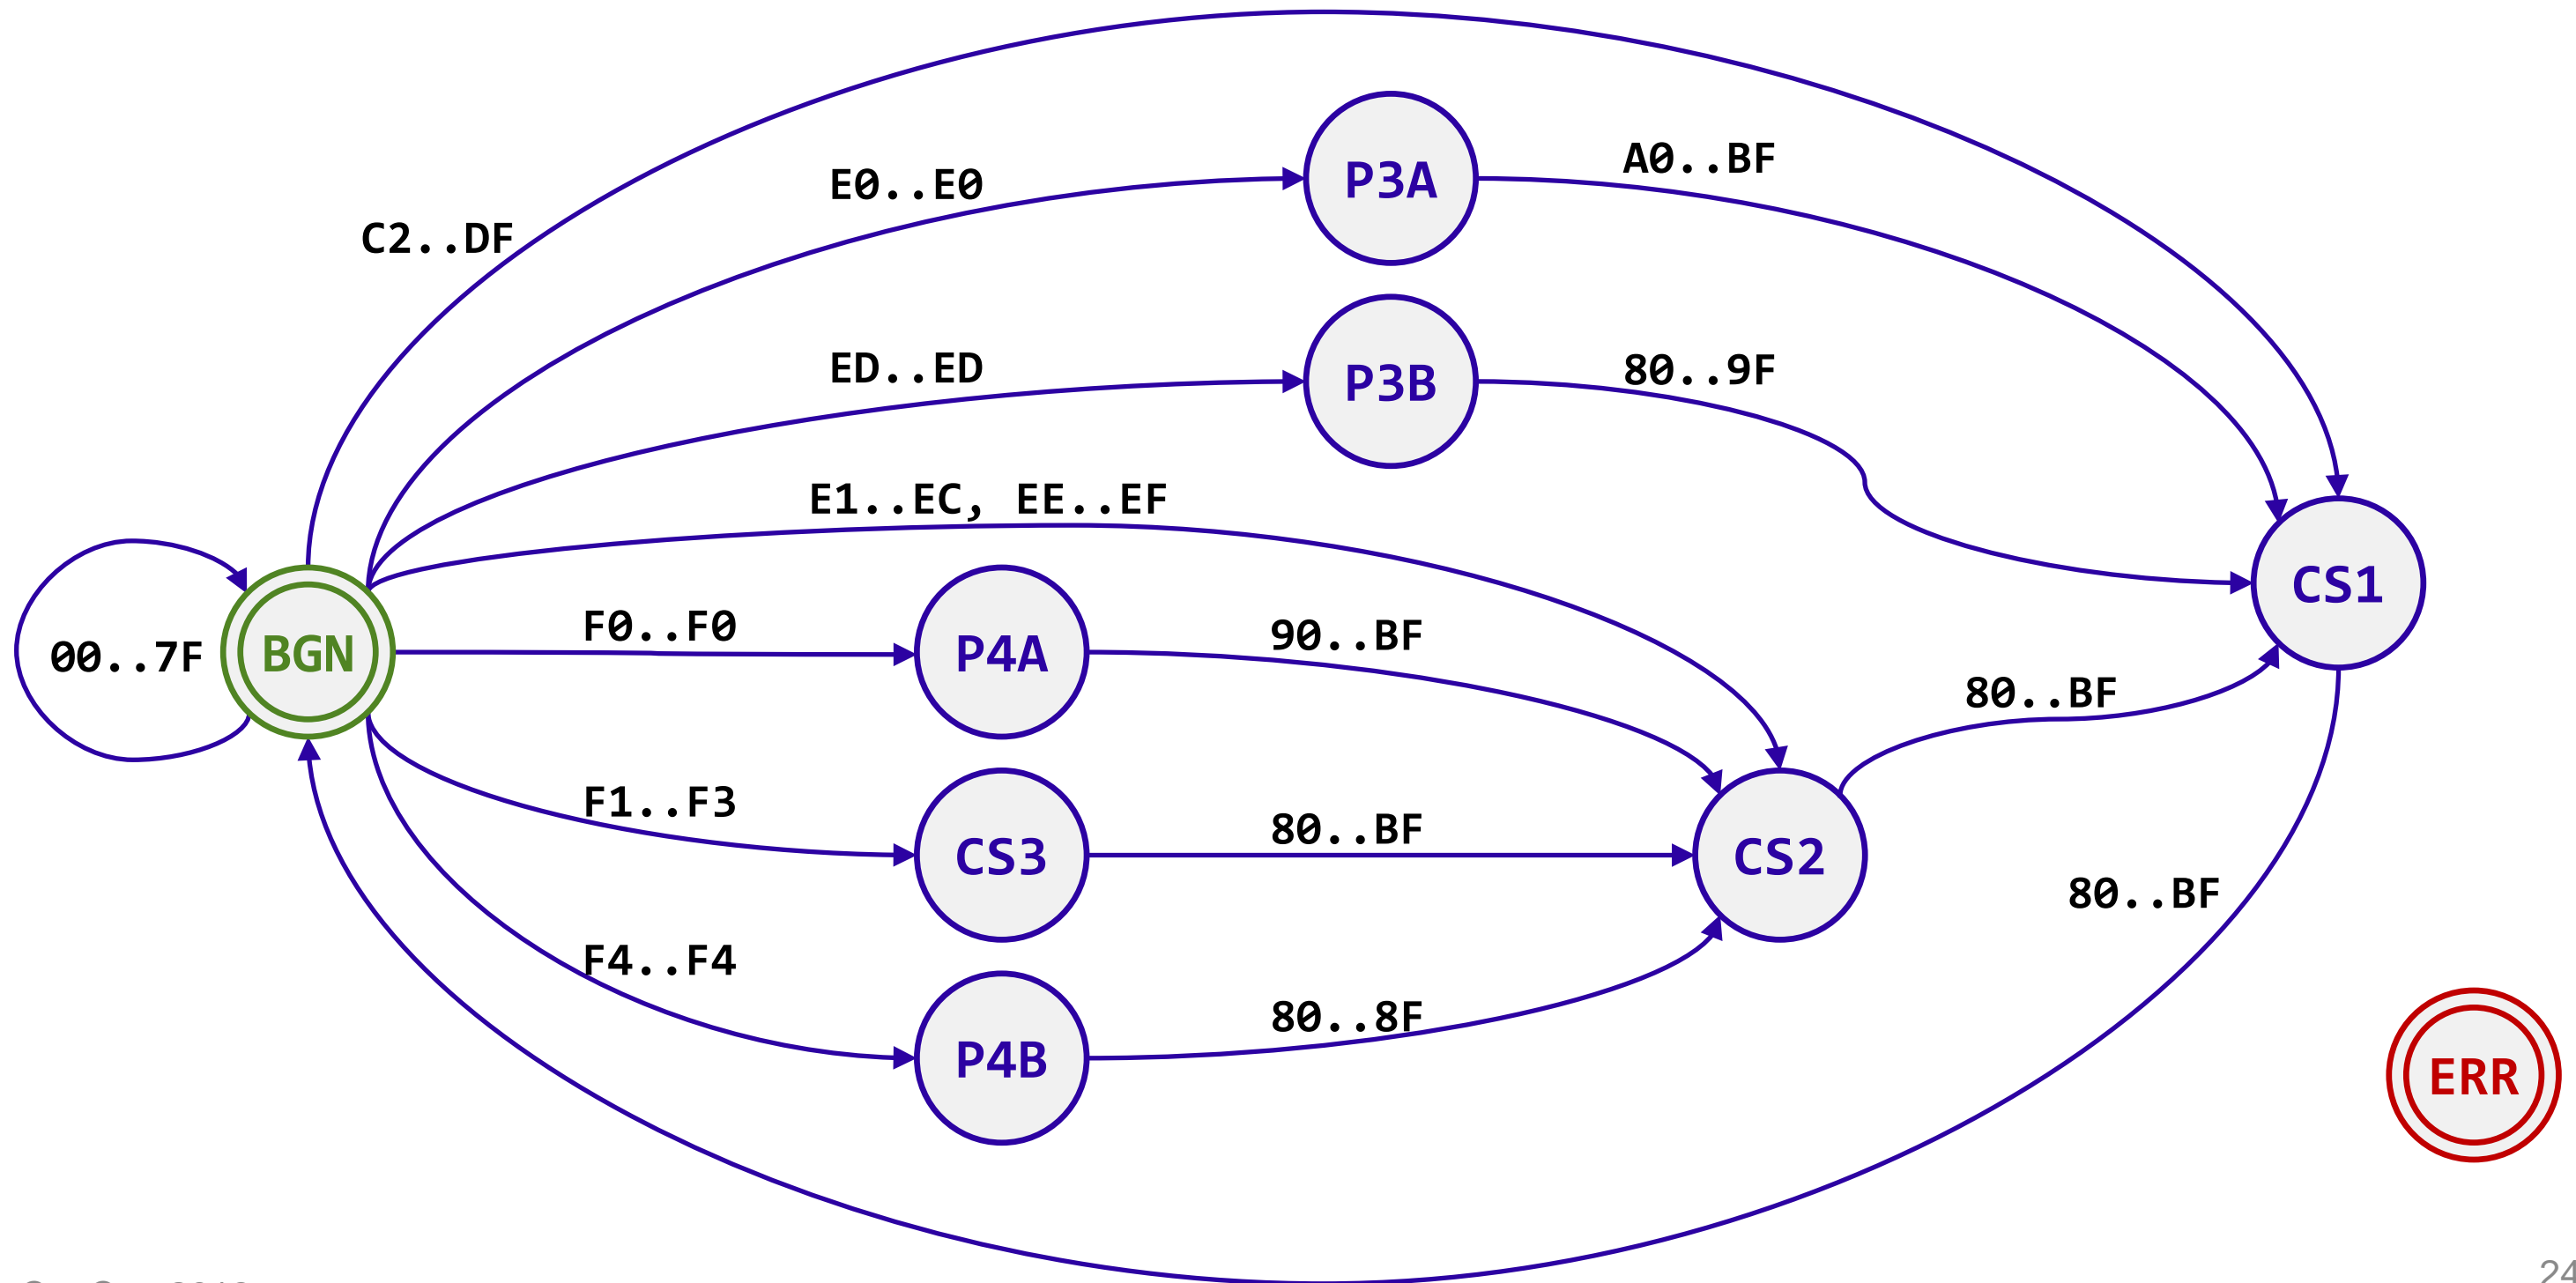 C2..DF
E0..E0
P3A
A0..BF
ED..ED
P3B
80..9F
E1..EC, EE..EF
CS1
00..7F
BGN
F0..F0
P4A
90..BF
80..BF
F1..F3
CS3
80..BF
CS2
80..BF
F4..F4
P4B
80..8F
ERR
24